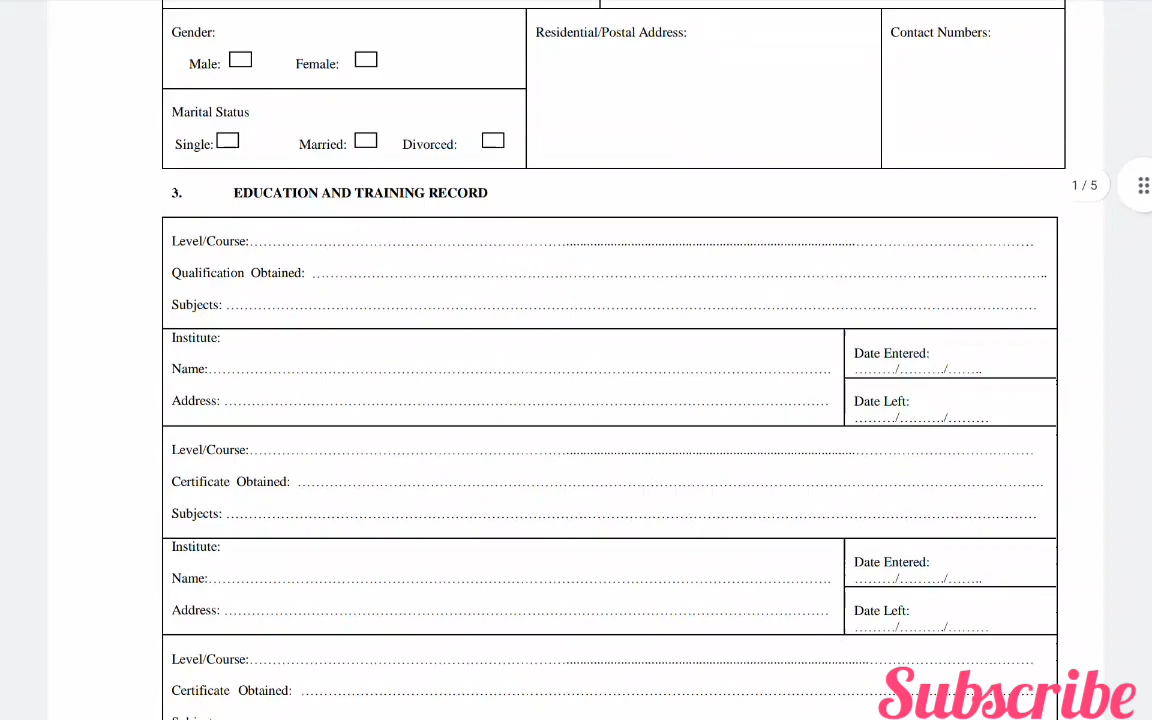 Gender:
Male:
Female:
Residential/Postal Address:
Contact Numbers:
Marital Status
Single:
Married:
Divorced:
1 / 5
3. EDUCATION AND TRAINING RECORD
Level/Course:..........................................................................................
Qualification Obtained: ..........................................................................................
Subjects: ..........................................................................................
Institute:
Name:..........................................................................................
Address: ..........................................................................................
Date Entered:
........./........../........
Date Left:
........./........../.........
Level/Course:..........................................................................................
Certificate Obtained: ..........................................................................................
Subjects: ..........................................................................................
Institute:
Name:..........................................................................................
Address: ..........................................................................................
Date Entered:
........./........../........
Date Left:
........./........../.........
Level/Course:..........................................................................................
Certificate Obtained: ..........................................................................................
Subscribe